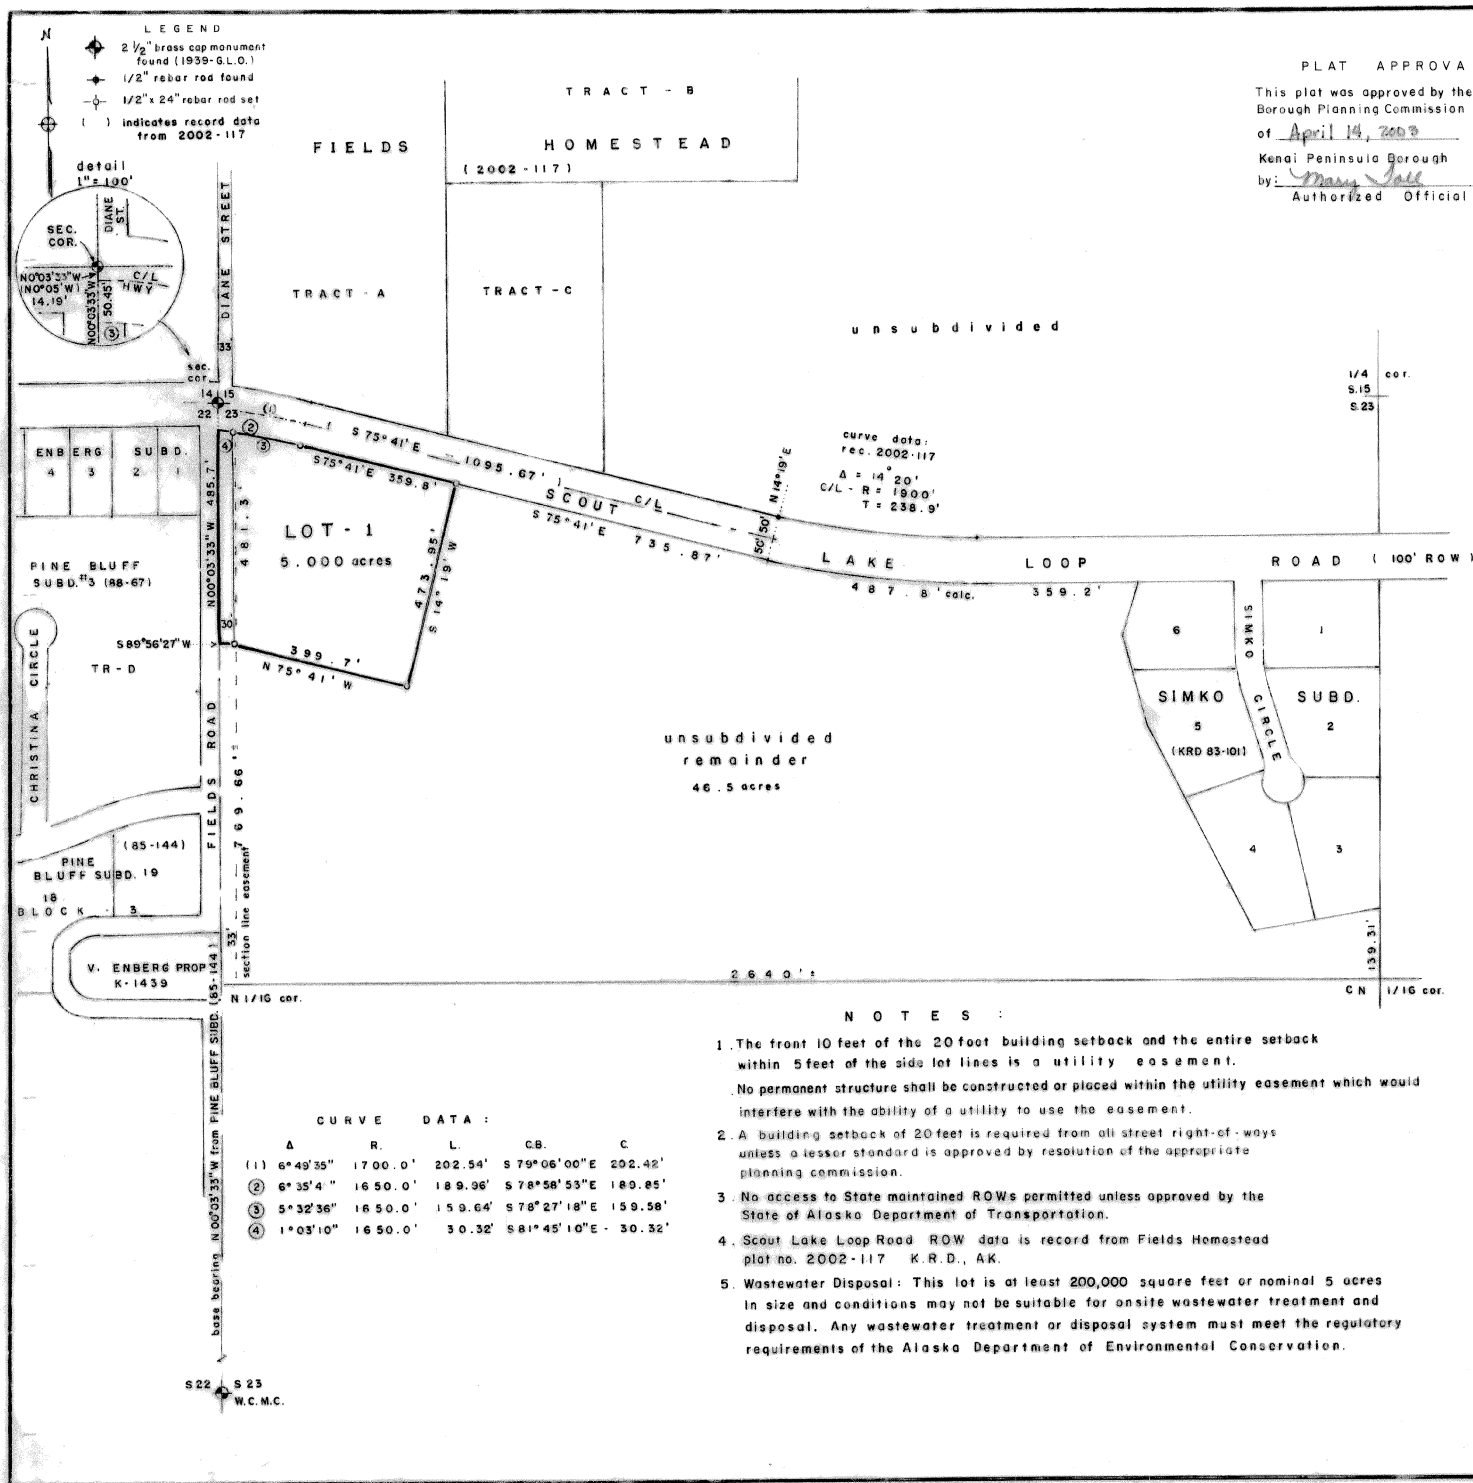 LEGEND
2 1/2" brass cap monument
found (1939-G.L.O.)
1/2" rebar rod found
1/2" x 24" rebar rod set
( ) indicates record data
from 2002-117
N
detail
1" = 100'
SEC.
COR.
DIANE
ST.
N0°03'33"W
(N0°05'W)
14.19'
C/L
HWY
N00°03'33"W
50.45'
3
PLAT APPROVA
This plat was approved by the
Borough Planning Commission
of April 14, 2003
Kenai Peninsula Borough
by: Mary Toll
Authorized Official
TRACT - B
FIELDS HOMESTEAD
(2002-117)
DIANE STREET
33
TRACT - A
TRACT - C
unsubdivided
1/4 cor.
S.15
S.23
sec.
cor.
14 15
22 23
(1)
2
4
3
S 75°41' E 1095.67'
C/L
S75°41'E 359.8'
SCOUT LAKE LOOP ROAD (100' ROW)
S 75°41' E 735.87'
N 14°19' E
50' 50'
curve data:
rec. 2002-117
Δ = 14°20'
C/L - R = 1900'
T = 238.9'
487.8' calc.
359.2'
ENBERG SUBD.
4 3 2 1
N00°03'33"W 485.7'
481.3'
LOT - 1
5.000 acres
473.95'
S 14°19' W
PINE BLUFF
SUBD. #3 (88-67)
S89°56'27"W
30'
399.7'
N 75°41' W
TR - D
CHRISTINA CIRCLE
FIELDS ROAD
769.66'±
section line easement
33'
unsubdivided
remainder
46.5 acres
SIMKO CIRCLE
6
1
SIMKO SUBD.
5
2
(KRD 83-101)
4
3
139.31'
(85-144)
PINE
BLUFF SUBD. 19
18
BLOCK - 3
V. ENBERG PROP
K-1439
N 1/16 cor.
2640'±
CN 1/16 cor.
base bearing N 00°03'33"W from PINE BLUFF SUBD. (85-144)
S 22 S 23
W.C.M.C.
CURVE DATA:
Δ R. L. C.B. C.
(1) 6°49'35" 1700.0' 202.54' S 79°06'00"E 202.42'
2 6°35'4" 1650.0' 189.96' S 78°58'53"E 189.85'
3 5°32'36" 1650.0' 159.64' S 78°27'18"E 159.58'
4 1°03'10" 1650.0' 30.32' S 81°45'10"E - 30.32'
NOTES:
1. The front 10 feet of the 20 foot building setback and the entire setback
within 5 feet of the side lot lines is a utility easement.
No permanent structure shall be constructed or placed within the utility easement which would
interfere with the ability of a utility to use the easement.
2. A building setback of 20 feet is required from all street right-of-ways
unless a lesser standard is approved by resolution of the appropriate
planning commission.
3. No access to State maintained ROWs permitted unless approved by the
State of Alaska Department of Transportation.
4. Scout Lake Loop Road ROW data is record from Fields Homestead
plat no. 2002-117 K.R.D., AK.
5. Wastewater Disposal: This lot is at least 200,000 square feet or nominal 5 acres
in size and conditions may not be suitable for onsite wastewater treatment and
disposal. Any wastewater treatment or disposal system must meet the regulatory
requirements of the Alaska Department of Environmental Conservation.